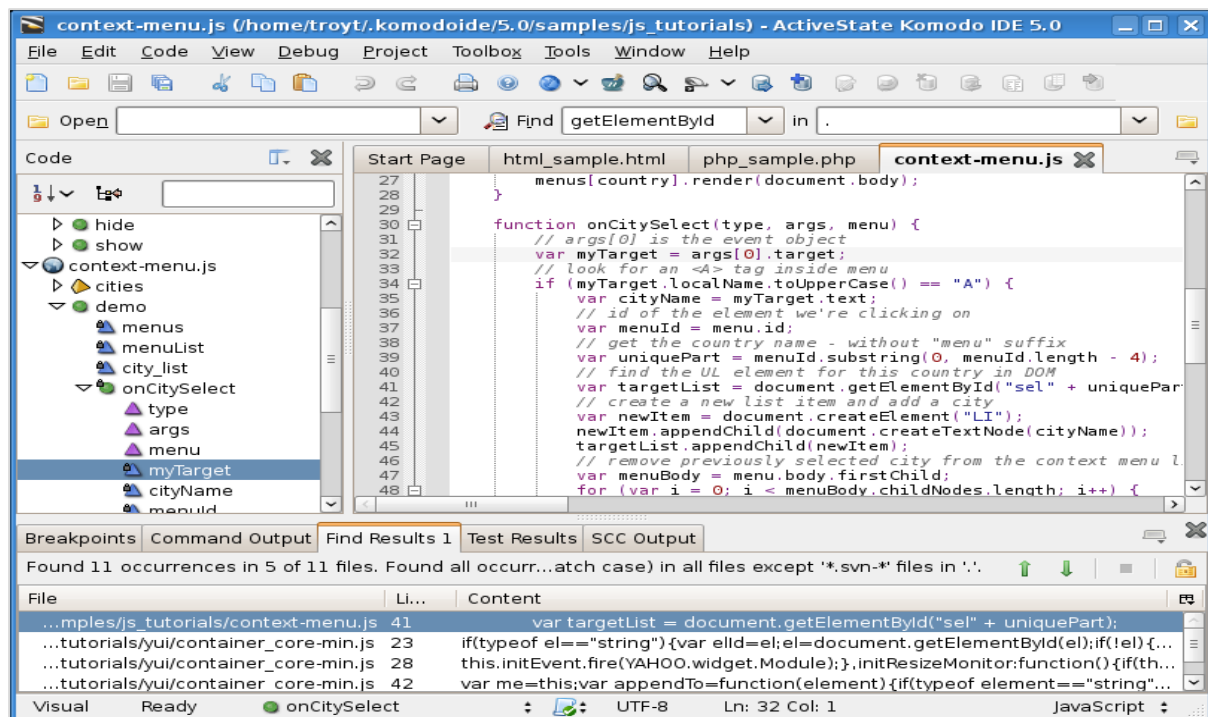 context-menu.js (/home/troyt/.komodoide/5.0/samples/js_tutorials) - ActiveState Komodo IDE 5.0
File Edit Code View Debug Project Toolbox Tools Window Help
Open Find getElementById in .
Code
Start Page html_sample.html php_sample.php context-menu.js
hide
show
context-menu.js
cities
demo
menus
menuList
city_list
onCitySelect
type
args
menu
myTarget
cityName
menuId
27 menus[country].render(document.body);
28 }
29
30 function onCitySelect(type, args, menu) {
31 // args[0] is the event object
32 var myTarget = args[0].target;
33 // look for an <A> tag inside menu
34 if (myTarget.localName.toUpperCase() == "A") {
35 var cityName = myTarget.text;
36 // id of the element we're clicking on
37 var menuId = menu.id;
38 // get the country name - without "menu" suffix
39 var uniquePart = menuId.substring(0, menuId.length - 4);
40 // find the UL element for this country in DOM
41 var targetList = document.getElementById("sel" + uniquePar
42 // create a new list item and add a city
43 var newItem = document.createElement("LI");
44 newItem.appendChild(document.createTextNode(cityName));
45 targetList.appendChild(newItem);
46 // remove previously selected city from the context menu l
47 var menuBody = menu.body.firstChild;
48 for (var i = 0; i < menuBody.childNodes.length; i++) {
Breakpoints Command Output Find Results 1 Test Results SCC Output
Found 11 occurrences in 5 of 11 files. Found all occurr...atch case) in all files except '*.svn-*' files in '.'.
File Li... Content
...mples/js_tutorials/context-menu.js 41 var targetList = document.getElementById("sel" + uniquePart);
...tutorials/yui/container_core-min.js 23 if(typeof el=="string"){var elId=el;el=document.getElementById(el);if(!el){...
...tutorials/yui/container_core-min.js 28 this.initEvent.fire(YAHOO.widget.Module);},initResizeMonitor:function(){if(th...
...tutorials/yui/container_core-min.js 42 var me=this;var appendTo=function(element){if(typeof element=="string"...
Visual Ready onCitySelect UTF-8 Ln: 32 Col: 1 JavaScript